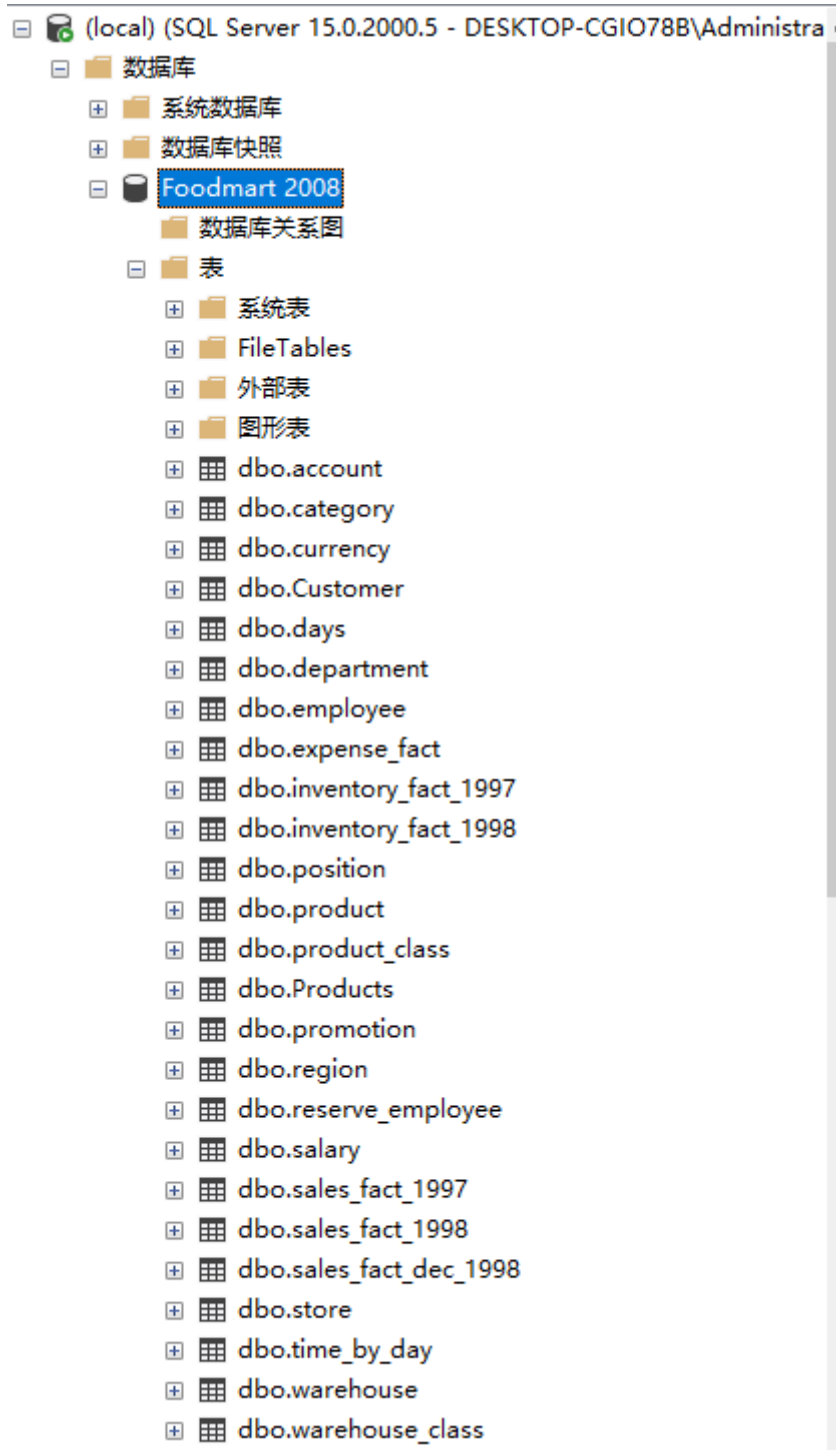 (local) (SQL Server 15.0.2000.5 - DESKTOP-CGIO78B\Administra
数据库
系统数据库
数据库快照
Foodmart 2008
数据库关系图
表
系统表
FileTables
外部表
图形表
dbo.account
dbo.category
dbo.currency
dbo.Customer
dbo.days
dbo.department
dbo.employee
dbo.expense_fact
dbo.inventory_fact_1997
dbo.inventory_fact_1998
dbo.position
dbo.product
dbo.product_class
dbo.Products
dbo.promotion
dbo.region
dbo.reserve_employee
dbo.salary
dbo.sales_fact_1997
dbo.sales_fact_1998
dbo.sales_fact_dec_1998
dbo.store
dbo.time_by_day
dbo.warehouse
dbo.warehouse_class